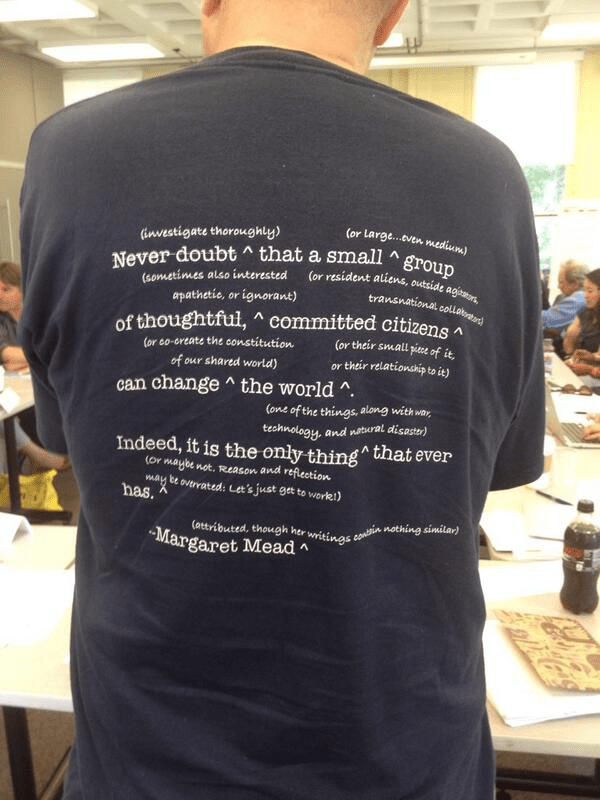 (investigate thoroughly) (or large...even medium)
Never doubt ^ that a small ^ group
(sometimes also interested (or resident aliens, outside agitators,
apathetic, or ignorant) transnational collaborators)
of thoughtful, ^ committed citizens ^
(or co-create the constitution (or their small piece of it,
of our shared world) or their relationship to it)
can change ^ the world ^.
(one of the things, along with war,
technology, and natural disaster)
Indeed, it is the only thing ^ that ever
(Or maybe not. Reason and reflection
may be overrated: Let's just get to work!)
has. ^
(attributed, though her writings contain nothing similar)
--Margaret Mead ^